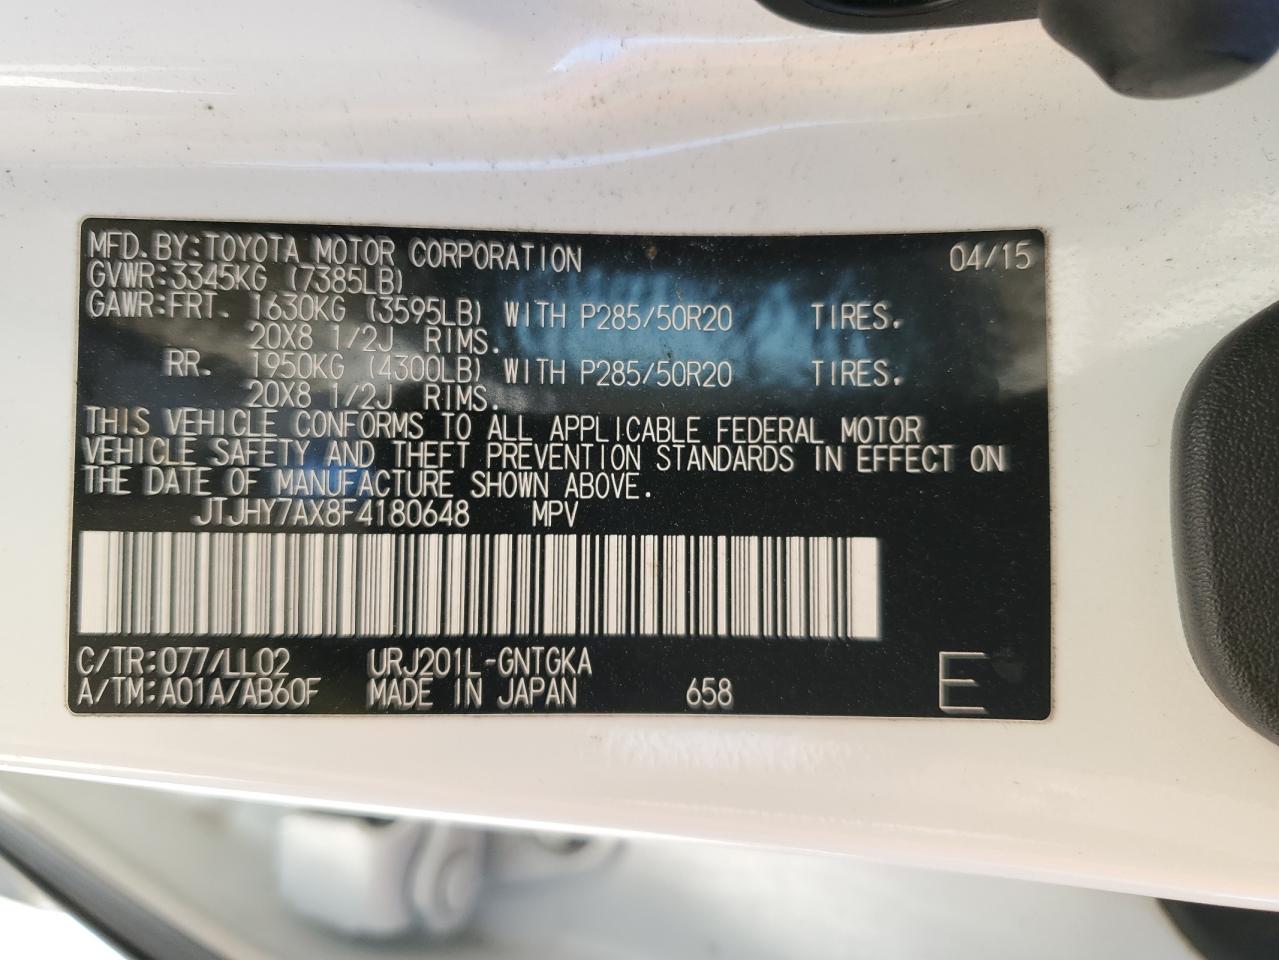 MFD.BY:TOYOTA MOTOR CORPORATION 04/15
GVWR:3345KG (7385LB)
GAWR:FRT. 1630KG (3595LB) WITH P285/50R20 TIRES.
20X8 1/2J RIMS.
RR. 1950KG (4300LB) WITH P285/50R20 TIRES.
20X8 1/2J RIMS.
THIS VEHICLE CONFORMS TO ALL APPLICABLE FEDERAL MOTOR
VEHICLE SAFETY AND THEFT PREVENTION STANDARDS IN EFFECT ON
THE DATE OF MANUFACTURE SHOWN ABOVE.
JTJHY7AX8F4180648 MPV
C/TR:077/LL02 URJ201L-GNTGKA
A/TM:A01A/AB60F MADE IN JAPAN 658 E